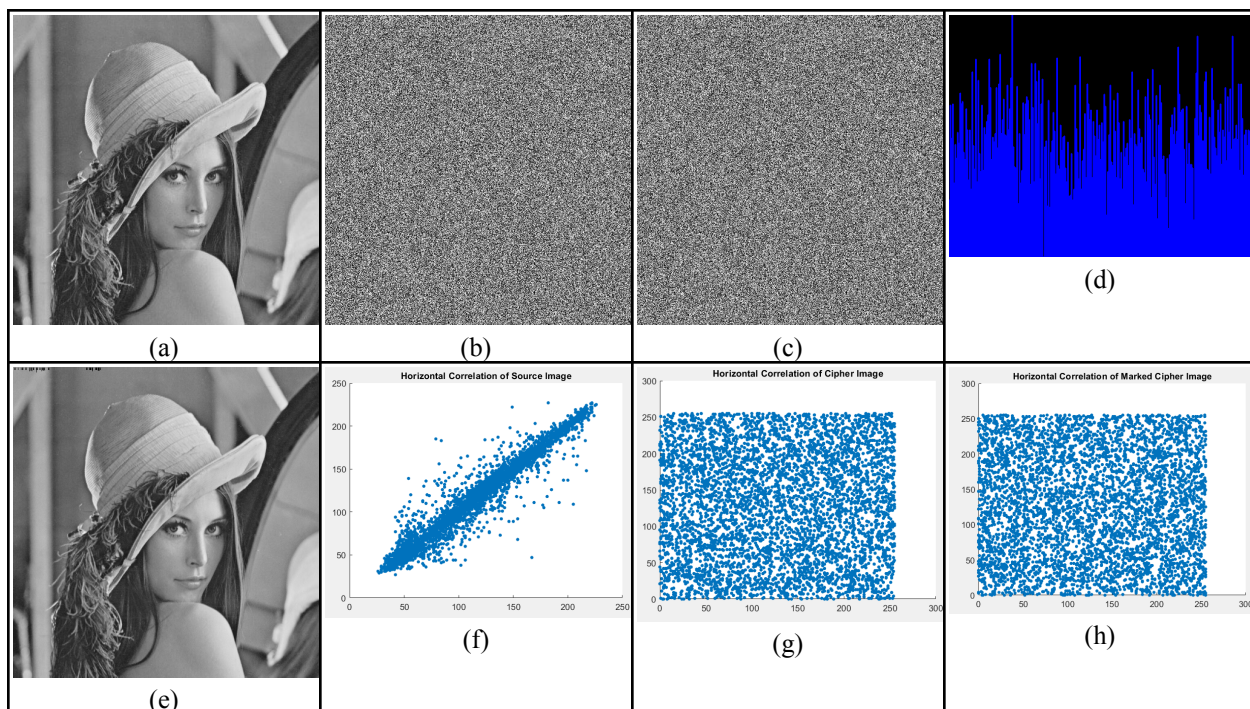 (a)
(b)
(c)
(d)
(e)
Horizontal Correlation of Source Image
250
200
150
100
50
0
0 50 100 150 200 250
(f)
Horizontal Correlation of Cipher Image
300
250
200
150
100
50
0
0 50 100 150 200 250 300
(g)
Horizontal Correlation of Marked Cipher Image
300
250
200
150
100
50
0
0 50 100 150 200 250 300
(h)